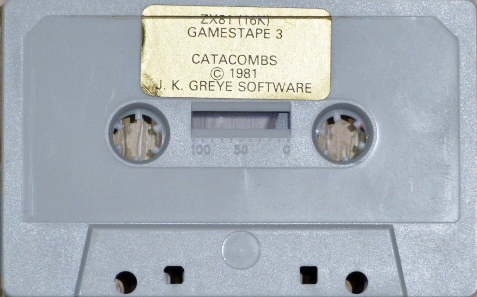 ZX81 (16K)
GAMESTAPE 3
CATACOMBS
© 1981
J. K. GREYE SOFTWARE
100 50 0